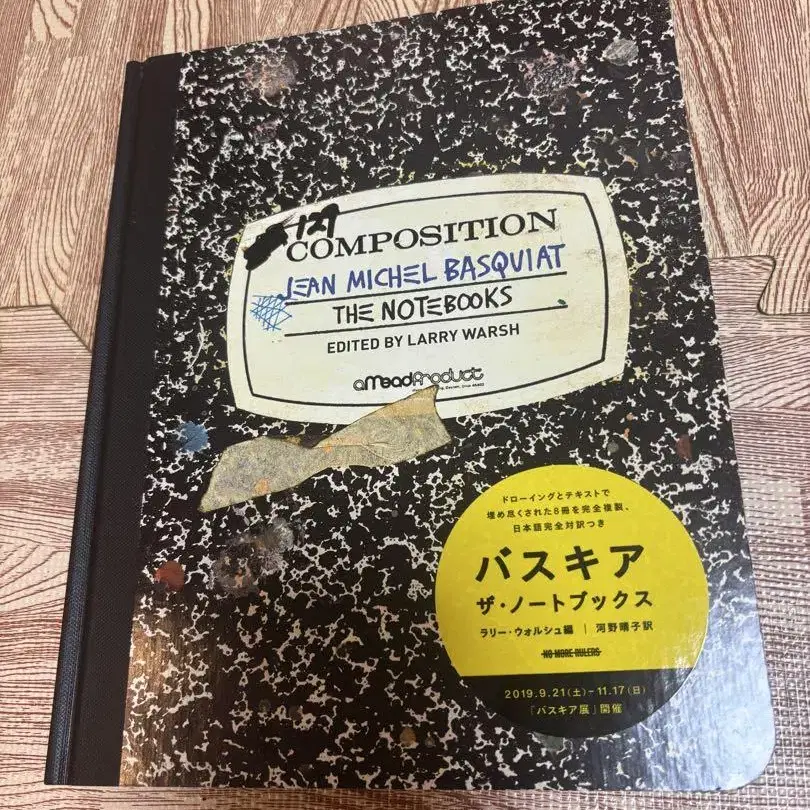 127
COMPOSITION
JEAN MICHEL BASQUIAT
THE NOTEBOOKS
EDITED BY LARRY WARSH
a Mead Product
ドローイングとテキストで
埋め尽くされた8冊を完全複製、
日本語完全対訳つき
バスキア
ザ・ノートブックス
ラリー・ウォルシュ編 | 河野晴子訳
NO MORE RULERS
2019.9.21(土)-11.17(日)
「バスキア展」開催